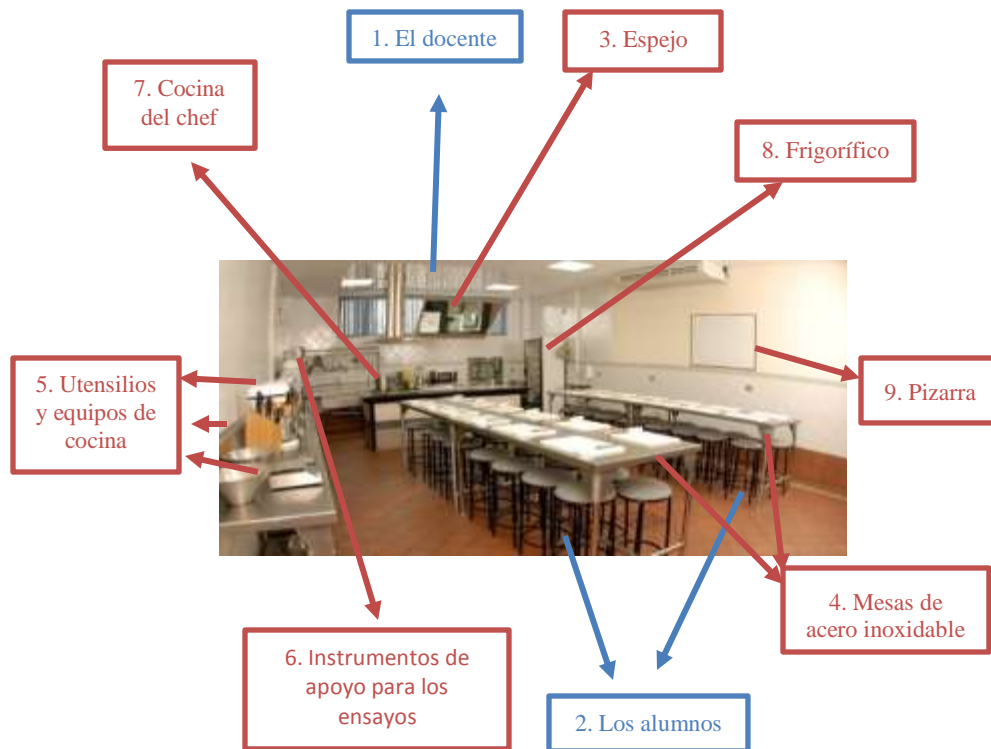 1. El docente
3. Espejo
7. Cocina
del chef
8. Frigorífico
5. Utensilios
y equipos de
cocina
9. Pizarra
4. Mesas de
acero inoxidable
6. Instrumentos de
apoyo para los
ensayos
2. Los alumnos